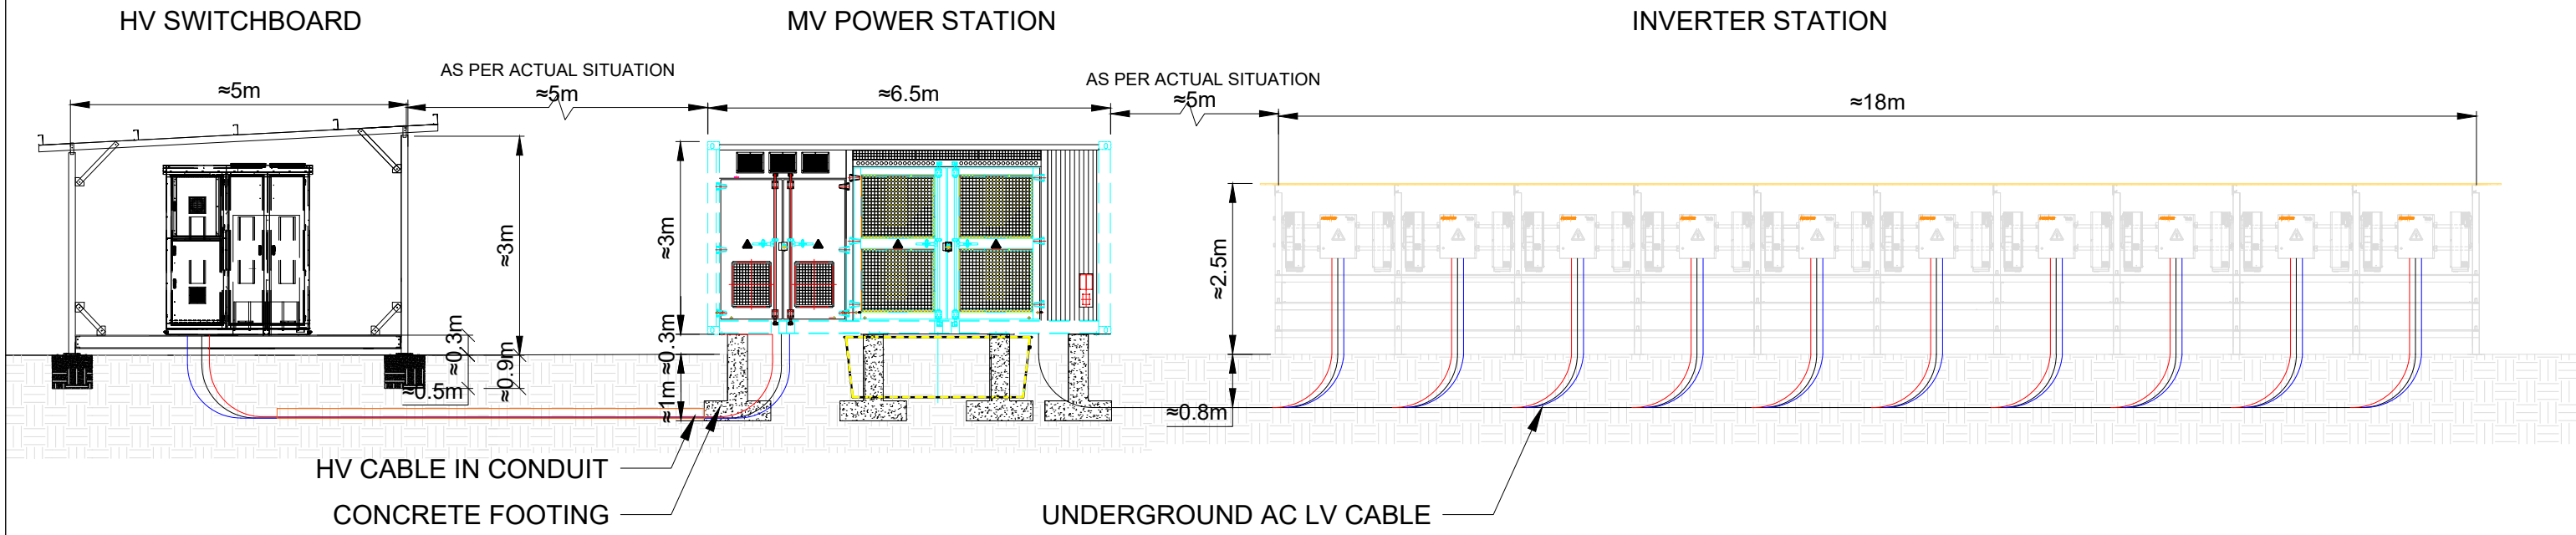 HV SWITCHBOARD
MV POWER STATION
INVERTER STATION
AS PER ACTUAL SITUATION
AS PER ACTUAL SITUATION
≈5m
≈5m
≈6.5m
≈5m
≈18m
≈3m
≈3m
≈2.5m
≈0.3m
≈0.9m
≈0.5m
≈0.3m
≈1m
≈0.8m
HV CABLE IN CONDUIT
CONCRETE FOOTING
UNDERGROUND AC LV CABLE